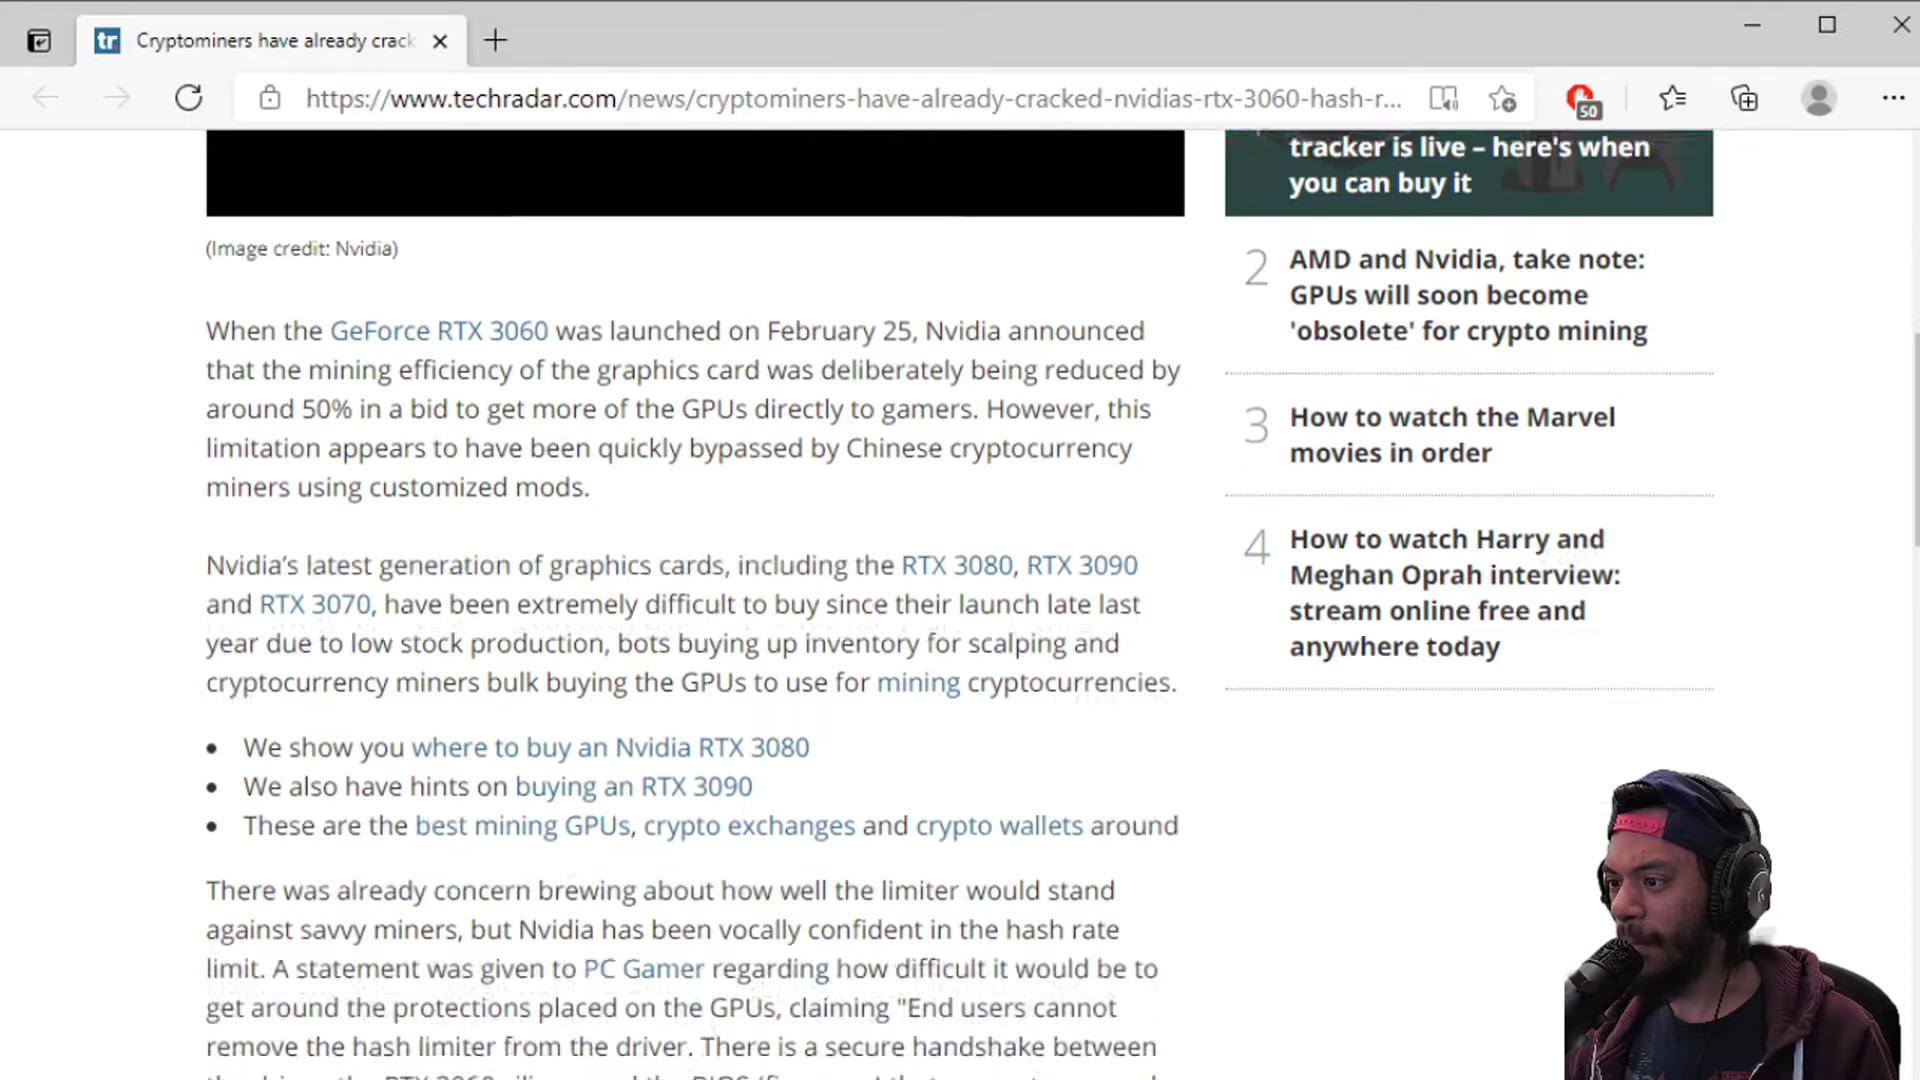 tr. Cryptominers have already crack
https://www.techradar.com/news/cryptominers-have-already-cracked-nvidias-rtx-3060-hash-r...
50
tracker is live – here's when
you can buy it
(Image credit: Nvidia)
When the GeForce RTX 3060 was launched on February 25, Nvidia announced
that the mining efficiency of the graphics card was deliberately being reduced by
around 50% in a bid to get more of the GPUs directly to gamers. However, this
limitation appears to have been quickly bypassed by Chinese cryptocurrency
miners using customized mods.
Nvidia’s latest generation of graphics cards, including the RTX 3080, RTX 3090
and RTX 3070, have been extremely difficult to buy since their launch late last
year due to low stock production, bots buying up inventory for scalping and
cryptocurrency miners bulk buying the GPUs to use for mining cryptocurrencies.
• We show you where to buy an Nvidia RTX 3080
• We also have hints on buying an RTX 3090
• These are the best mining GPUs, crypto exchanges and crypto wallets around
There was already concern brewing about how well the limiter would stand
against savvy miners, but Nvidia has been vocally confident in the hash rate
limit. A statement was given to PC Gamer regarding how difficult it would be to
get around the protections placed on the GPUs, claiming "End users cannot
remove the hash limiter from the driver. There is a secure handshake between
2
AMD and Nvidia, take note:
GPUs will soon become
'obsolete' for crypto mining
3
How to watch the Marvel
movies in order
4
How to watch Harry and
Meghan Oprah interview:
stream online free and
anywhere today